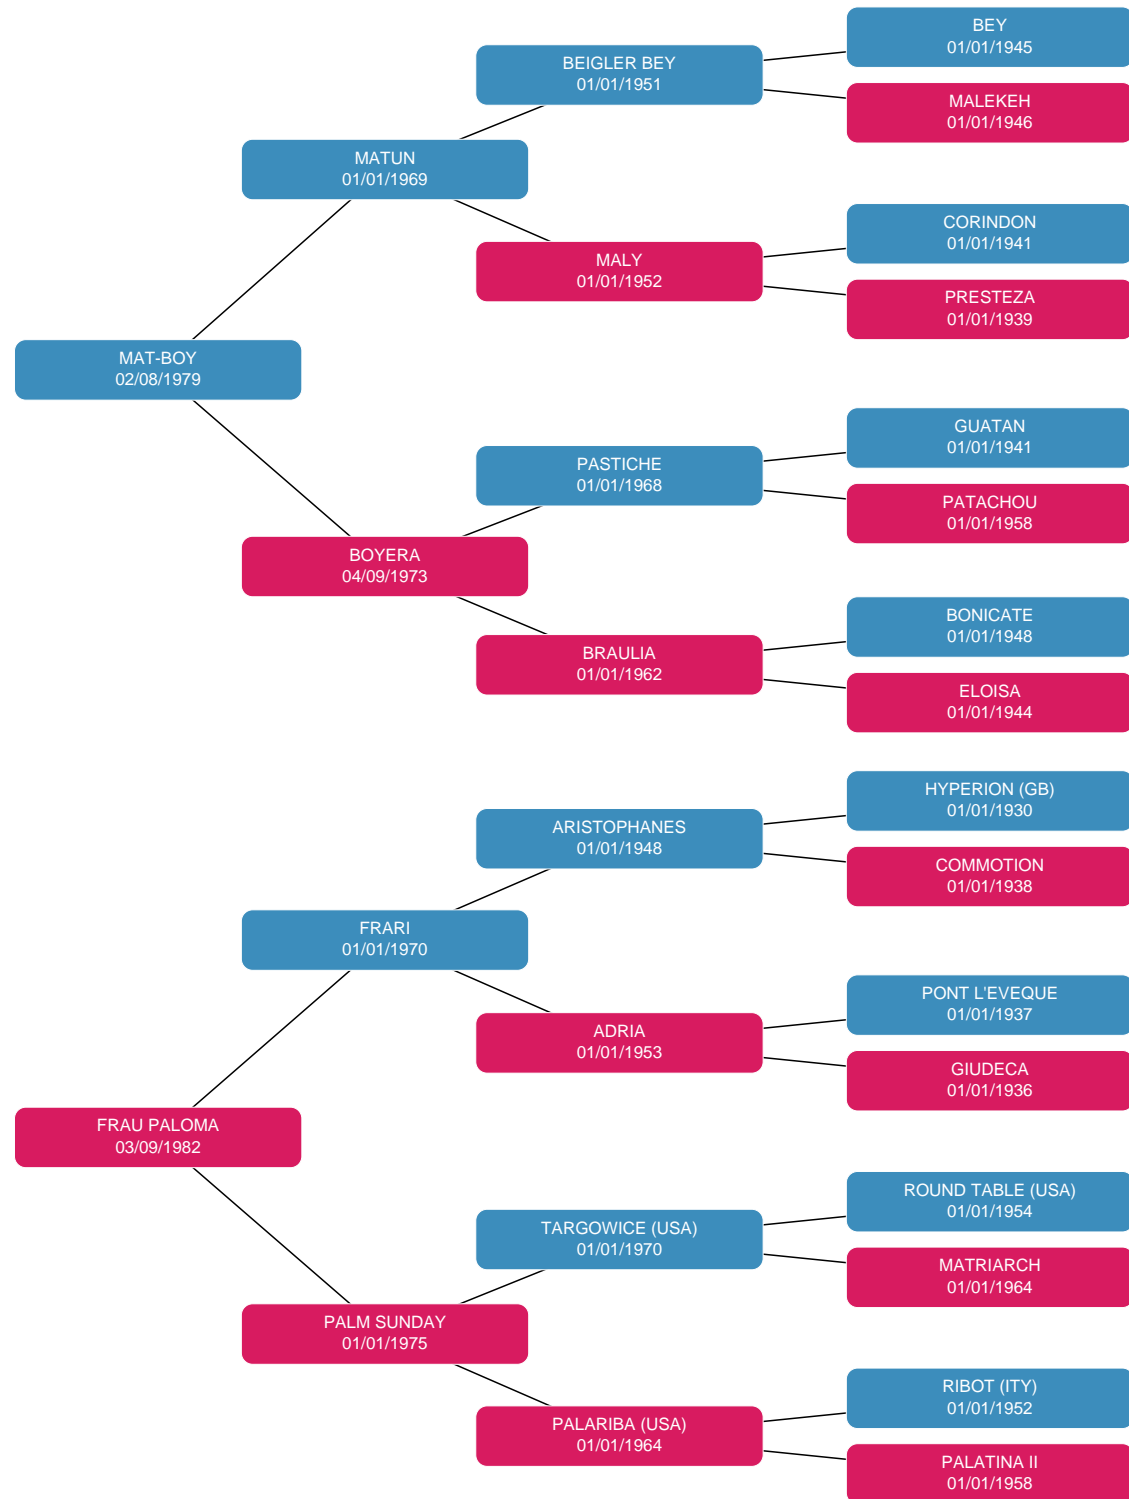 BEY
01/01/1945
BEIGLER BEY
01/01/1951
MALEKEH
01/01/1946
MATUN
01/01/1969
CORINDON
01/01/1941
MALY
01/01/1952
PRESTEZA
01/01/1939
MAT-BOY
02/08/1979
GUATAN
01/01/1941
PASTICHE
01/01/1968
PATACHOU
01/01/1958
BOYERA
04/09/1973
BONICATE
01/01/1948
BRAULIA
01/01/1962
ELOISA
01/01/1944
HYPERION (GB)
01/01/1930
ARISTOPHANES
01/01/1948
COMMOTION
01/01/1938
FRARI
01/01/1970
PONT L'EVEQUE
01/01/1937
ADRIA
01/01/1953
GIUDECA
01/01/1936
FRAU PALOMA
03/09/1982
ROUND TABLE (USA)
01/01/1954
TARGOWICE (USA)
01/01/1970
MATRIARCH
01/01/1964
PALM SUNDAY
01/01/1975
RIBOT (ITY)
01/01/1952
PALARIBA (USA)
01/01/1964
PALATINA II
01/01/1958